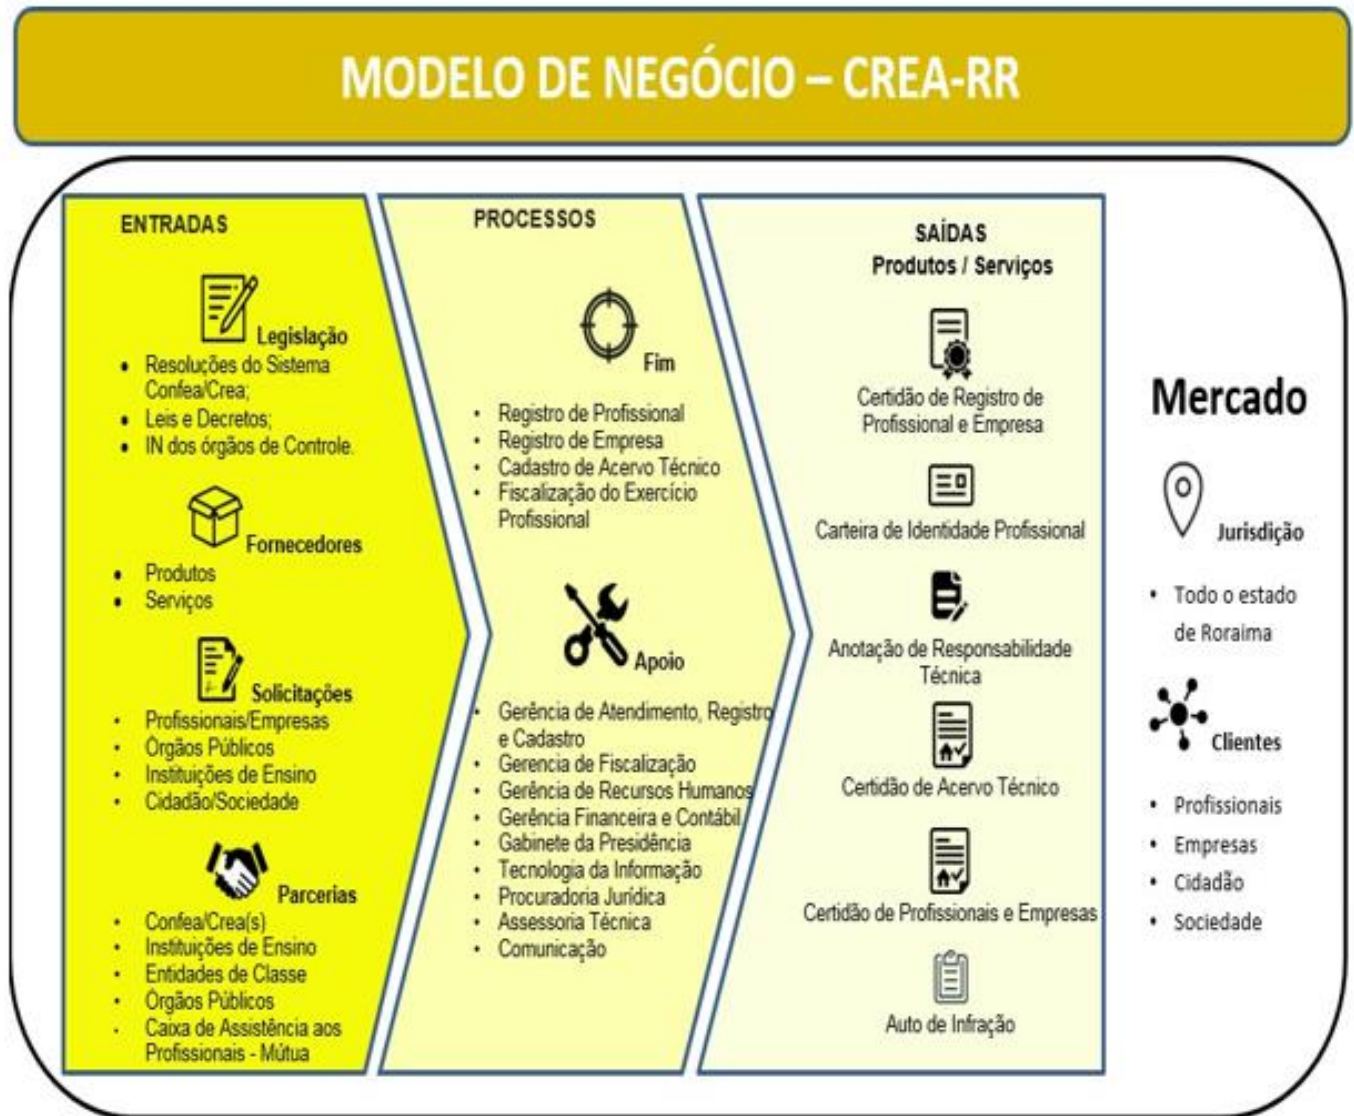 MODELO DE NEGÓCIO – CREA-RR
ENTRADAS
Legislação
• Resoluções do Sistema
Confea/Crea;
• Leis e Decretos;
• IN dos órgãos de Controle.
Fornecedores
• Produtos
• Serviços
Solicitações
• Profissionais/Empresas
• Órgãos Públicos
• Instituições de Ensino
• Cidadão/Sociedade
Parcerias
• Confea/Crea(s)
• Instituições de Ensino
• Entidades de Classe
• Órgãos Públicos
• Caixa de Assistência aos
Profissionais - Mútua
PROCESSOS
Fim
• Registro de Profissional
• Registro de Empresa
• Cadastro de Acervo Técnico
• Fiscalização do Exercício
Profissional
Apoio
• Gerência de Atendimento, Registro
e Cadastro
• Gerencia de Fiscalização
• Gerência de Recursos Humanos
• Gerência Financeira e Contábil
• Gabinete da Presidência
• Tecnologia da Informação
• Procuradoria Jurídica
• Assessoria Técnica
• Comunicação
SAÍDAS
Produtos / Serviços
Certidão de Registro de
Profissional e Empresa
Carteira de Identidade Profissional
Anotação de Responsabilidade
Técnica
Certidão de Acervo Técnico
Certidão de Profissionais e Empresas
Auto de Infração
Mercado
Jurisdição
• Todo o estado
de Roraima
Clientes
• Profissionais
• Empresas
• Cidadão
• Sociedade